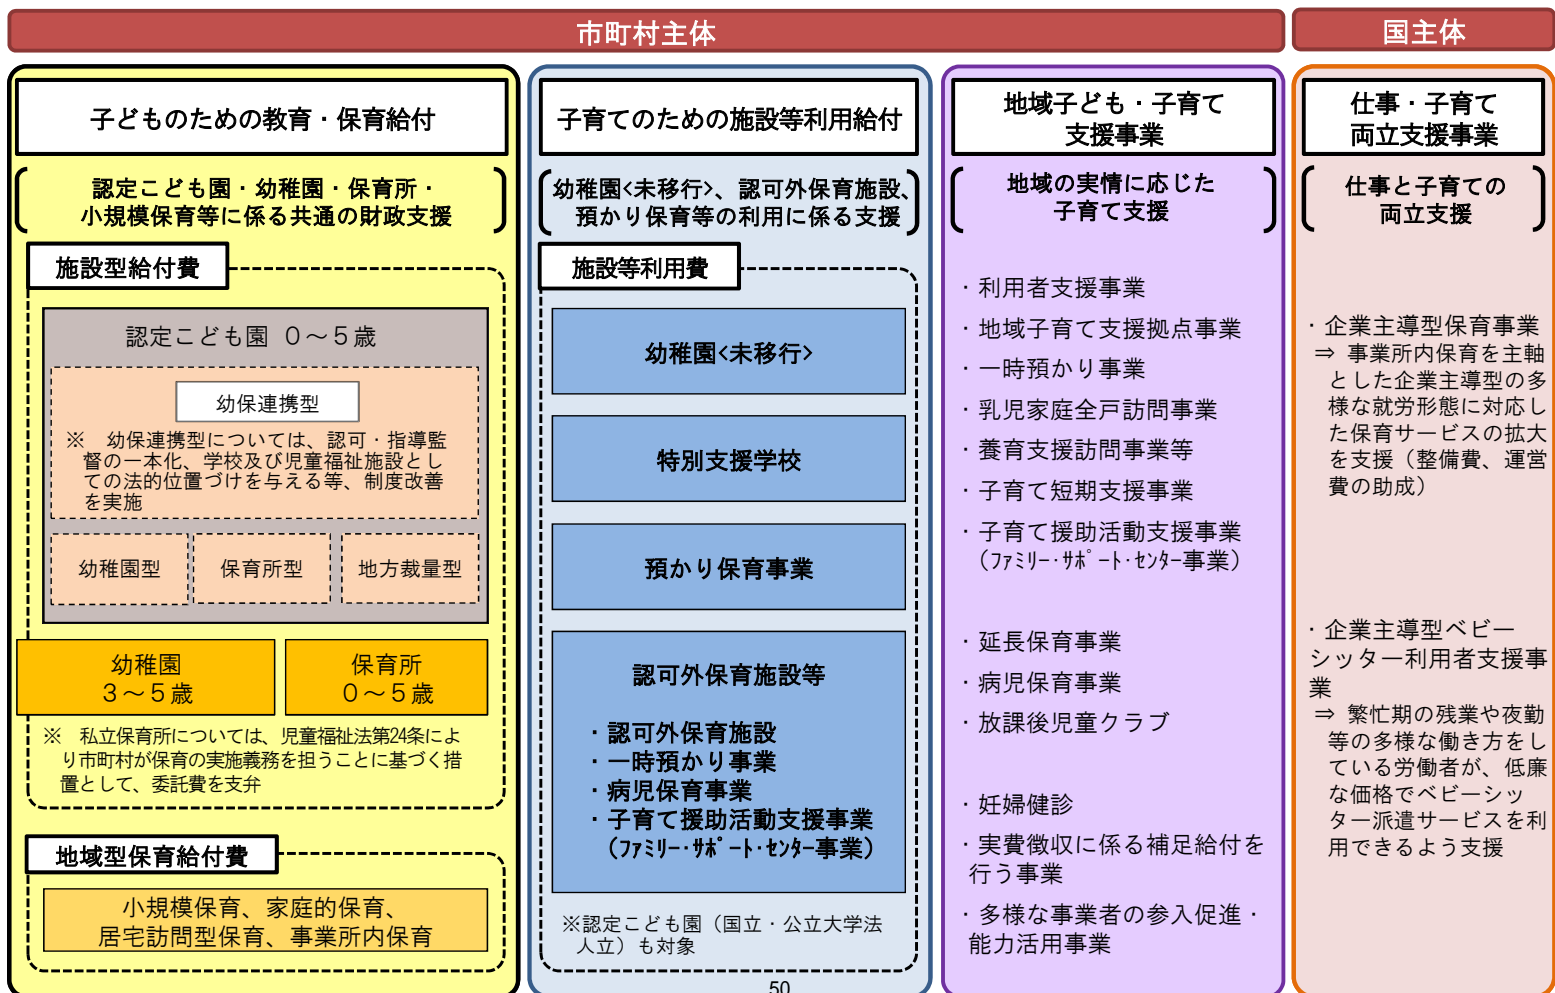 市町村主体
国主体
子どものための教育・保育給付
認定こども園・幼稚園・保育所・
小規模保育等に係る共通の財政支援
施設型給付費
認定こども園 0～5歳
幼保連携型
※ 幼保連携型については、認可・指導監
督の一本化、学校及び児童福祉施設とし
ての法的位置づけを与える等、制度改善
を実施
幼稚園型
保育所型
地方裁量型
幼稚園
3～5歳
保育所
0～5歳
※ 私立保育所については、児童福祉法第24条によ
り市町村が保育の実施義務を担うことに基づく措
置として、委託費を支弁
地域型保育給付費
小規模保育、家庭的保育、
居宅訪問型保育、事業所内保育
子育てのための施設等利用給付
幼稚園<未移行>、認可外保育施設、
預かり保育等の利用に係る支援
施設等利用費
幼稚園<未移行>
特別支援学校
預かり保育事業
認可外保育施設等
・認可外保育施設
・一時預かり事業
・病児保育事業
・子育て援助活動支援事業
（ﾌｧﾐﾘｰ･ｻﾎﾟｰﾄ･ｾﾝﾀｰ事業）
※認定こども園（国立・公立大学法
人立）も対象
地域子ども・子育て
支援事業
地域の実情に応じた
子育て支援
・利用者支援事業
・地域子育て支援拠点事業
・一時預かり事業
・乳児家庭全戸訪問事業
・養育支援訪問事業等
・子育て短期支援事業
・子育て援助活動支援事業
（ﾌｧﾐﾘｰ･ｻﾎﾟｰﾄ･ｾﾝﾀｰ事業）
・延長保育事業
・病児保育事業
・放課後児童クラブ
・妊婦健診
・実費徴収に係る補足給付を
行う事業
・多様な事業者の参入促進・
能力活用事業
仕事・子育て
両立支援事業
仕事と子育ての
両立支援
・企業主導型保育事業
⇒ 事業所内保育を主軸
とした企業主導型の多
様な就労形態に対応し
た保育サービスの拡大
を支援（整備費、運営
費の助成）
・企業主導型ベビー
シッター利用者支援事
業
⇒ 繁忙期の残業や夜勤
等の多様な働き方をし
ている労働者が、低廉
な価格でベビーシッ
ター派遣サービスを利
用できるよう支援
50